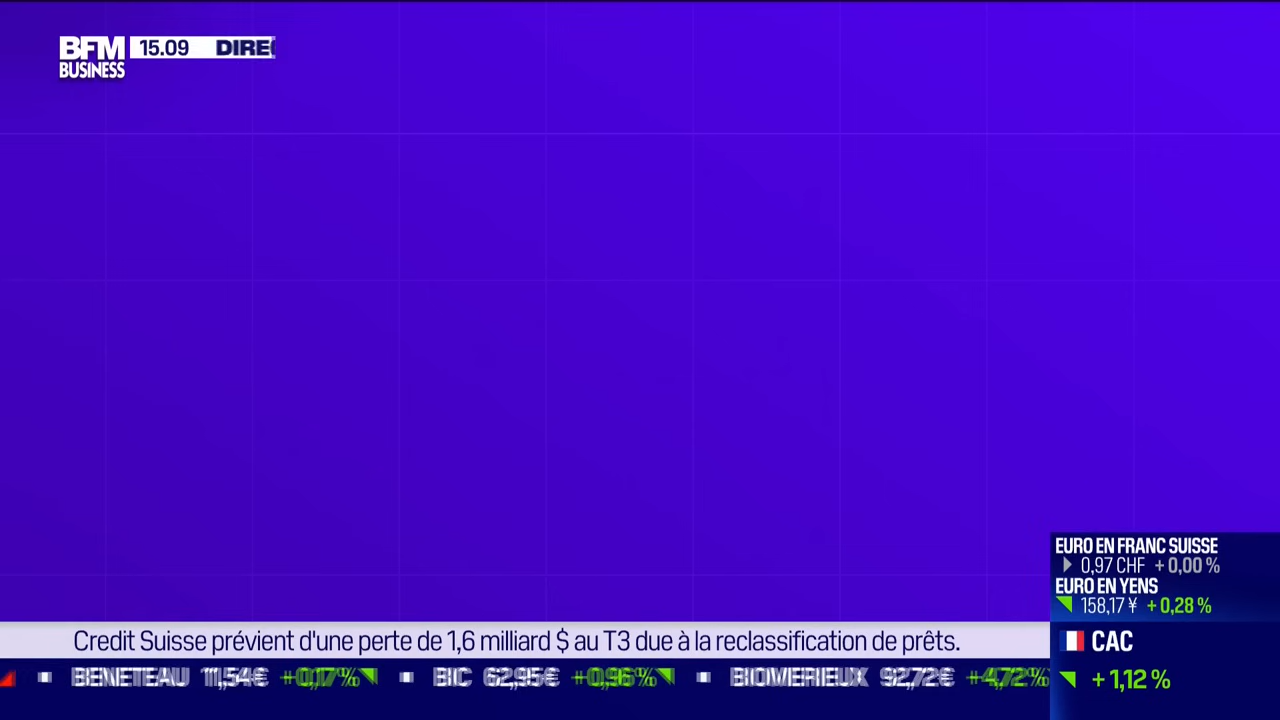 BFM 15.09 DIREC
BUSINESS
EURO EN FRANC SUISSE
0,97 CHF +0,00 %
EURO EN YENS
158,17 ¥ +0,28 %
Credit Suisse prévient d'une perte de 1,6 milliard $ au T3 due à la reclassification de prêts.
CAC
+1,12 %
BENETEAU 11,54€ +0,17% BIC 62,95€ +0,96% BIOMERIEUX 92,72€ +4,72%